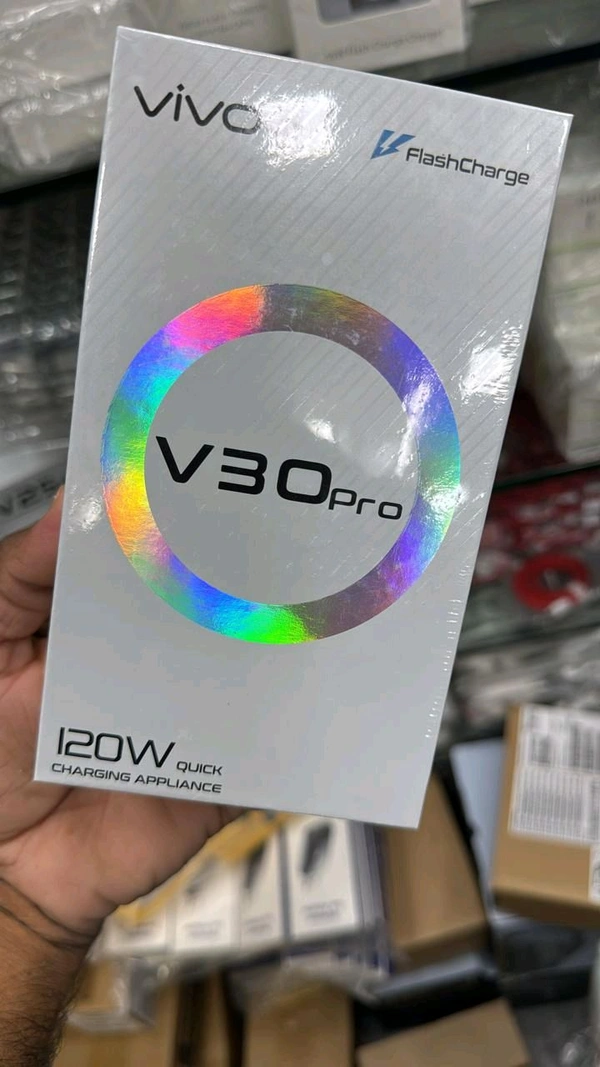 vivo
FlashCharge
V30Pro
120W QUICK
CHARGING APPLIANCE